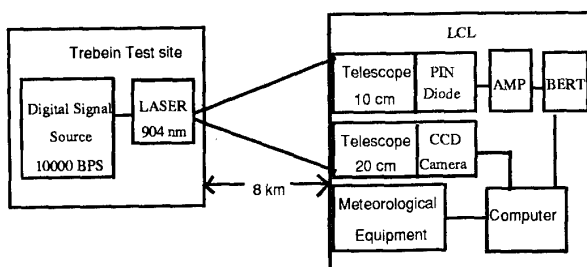 Trebein Test site
Digital Signal
Source
10000 BPS
LASER
904 nm
8 km
LCL
Telescope
10 cm
PIN
Diode
AMP
BERT
Telescope
20 cm
CCD
Camera
Meteorological
Equipment
Computer